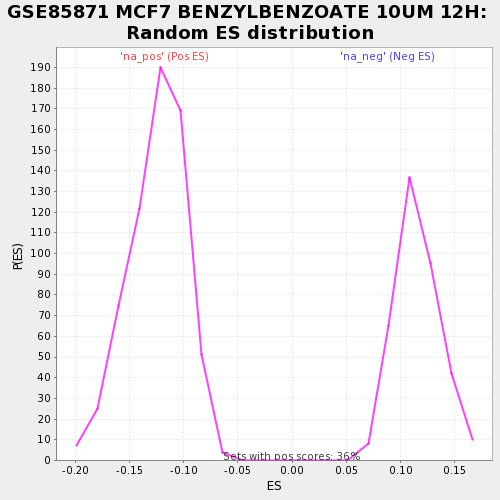 GSE85871 MCF7 BENZYLBENZOATE 10UM 12H:
Random ES distribution
'na_pos' (Pos ES)
'na_neg' (Neg ES)
190
180
170
160
150
140
130
120
110
100
90
80
70
60
50
40
30
20
10
0
P(ES)
Sets with pos scores: 36%
-0.20 -0.15 -0.10 -0.05 0.00 0.05 0.10 0.15
ES